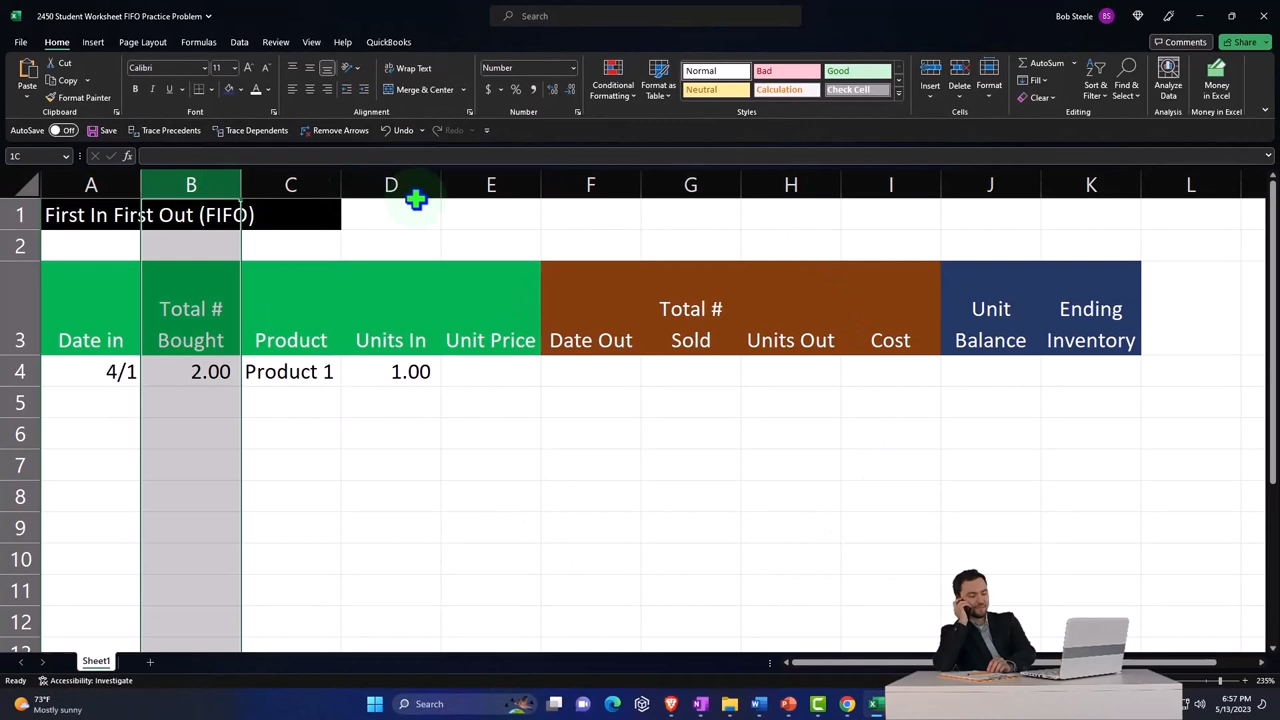 2450 Student Worksheet FIFO Practice Problem
Search
Bob Steele BS
File Home Insert Page Layout Formulas Data Review View Help QuickBooks Comments Share
Paste Cut Copy Format Painter Clipboard
Calibri 11 B I U Font
Wrap Text Merge & Center Alignment
Number $ % Number
Conditional Formatting Format as Table
Normal Bad Good
Neutral Calculation Check Cell
Styles
Insert Delete Format Cells
AutoSum Fill Clear Sort & Filter Find & Select Editing
Analyze Data Analysis
Money in Excel Money in Excel
AutoSave Off Save Trace Precedents Trace Dependents Remove Arrows Undo Redo
1C fx
A B C D E F G H I J K L
1 First In First Out (FIFO)
2
3 Date in Total # Bought Product Units In Unit Price Date Out Total # Sold Units Out Cost Unit Balance Ending Inventory
4 4/1 2.00 Product 1 1.00
5
6
7
8
9
10
11
12
Sheet1
Ready Accessibility: Investigate 235%
73°F
Mostly sunny
Search
6:57 PM
5/13/2023